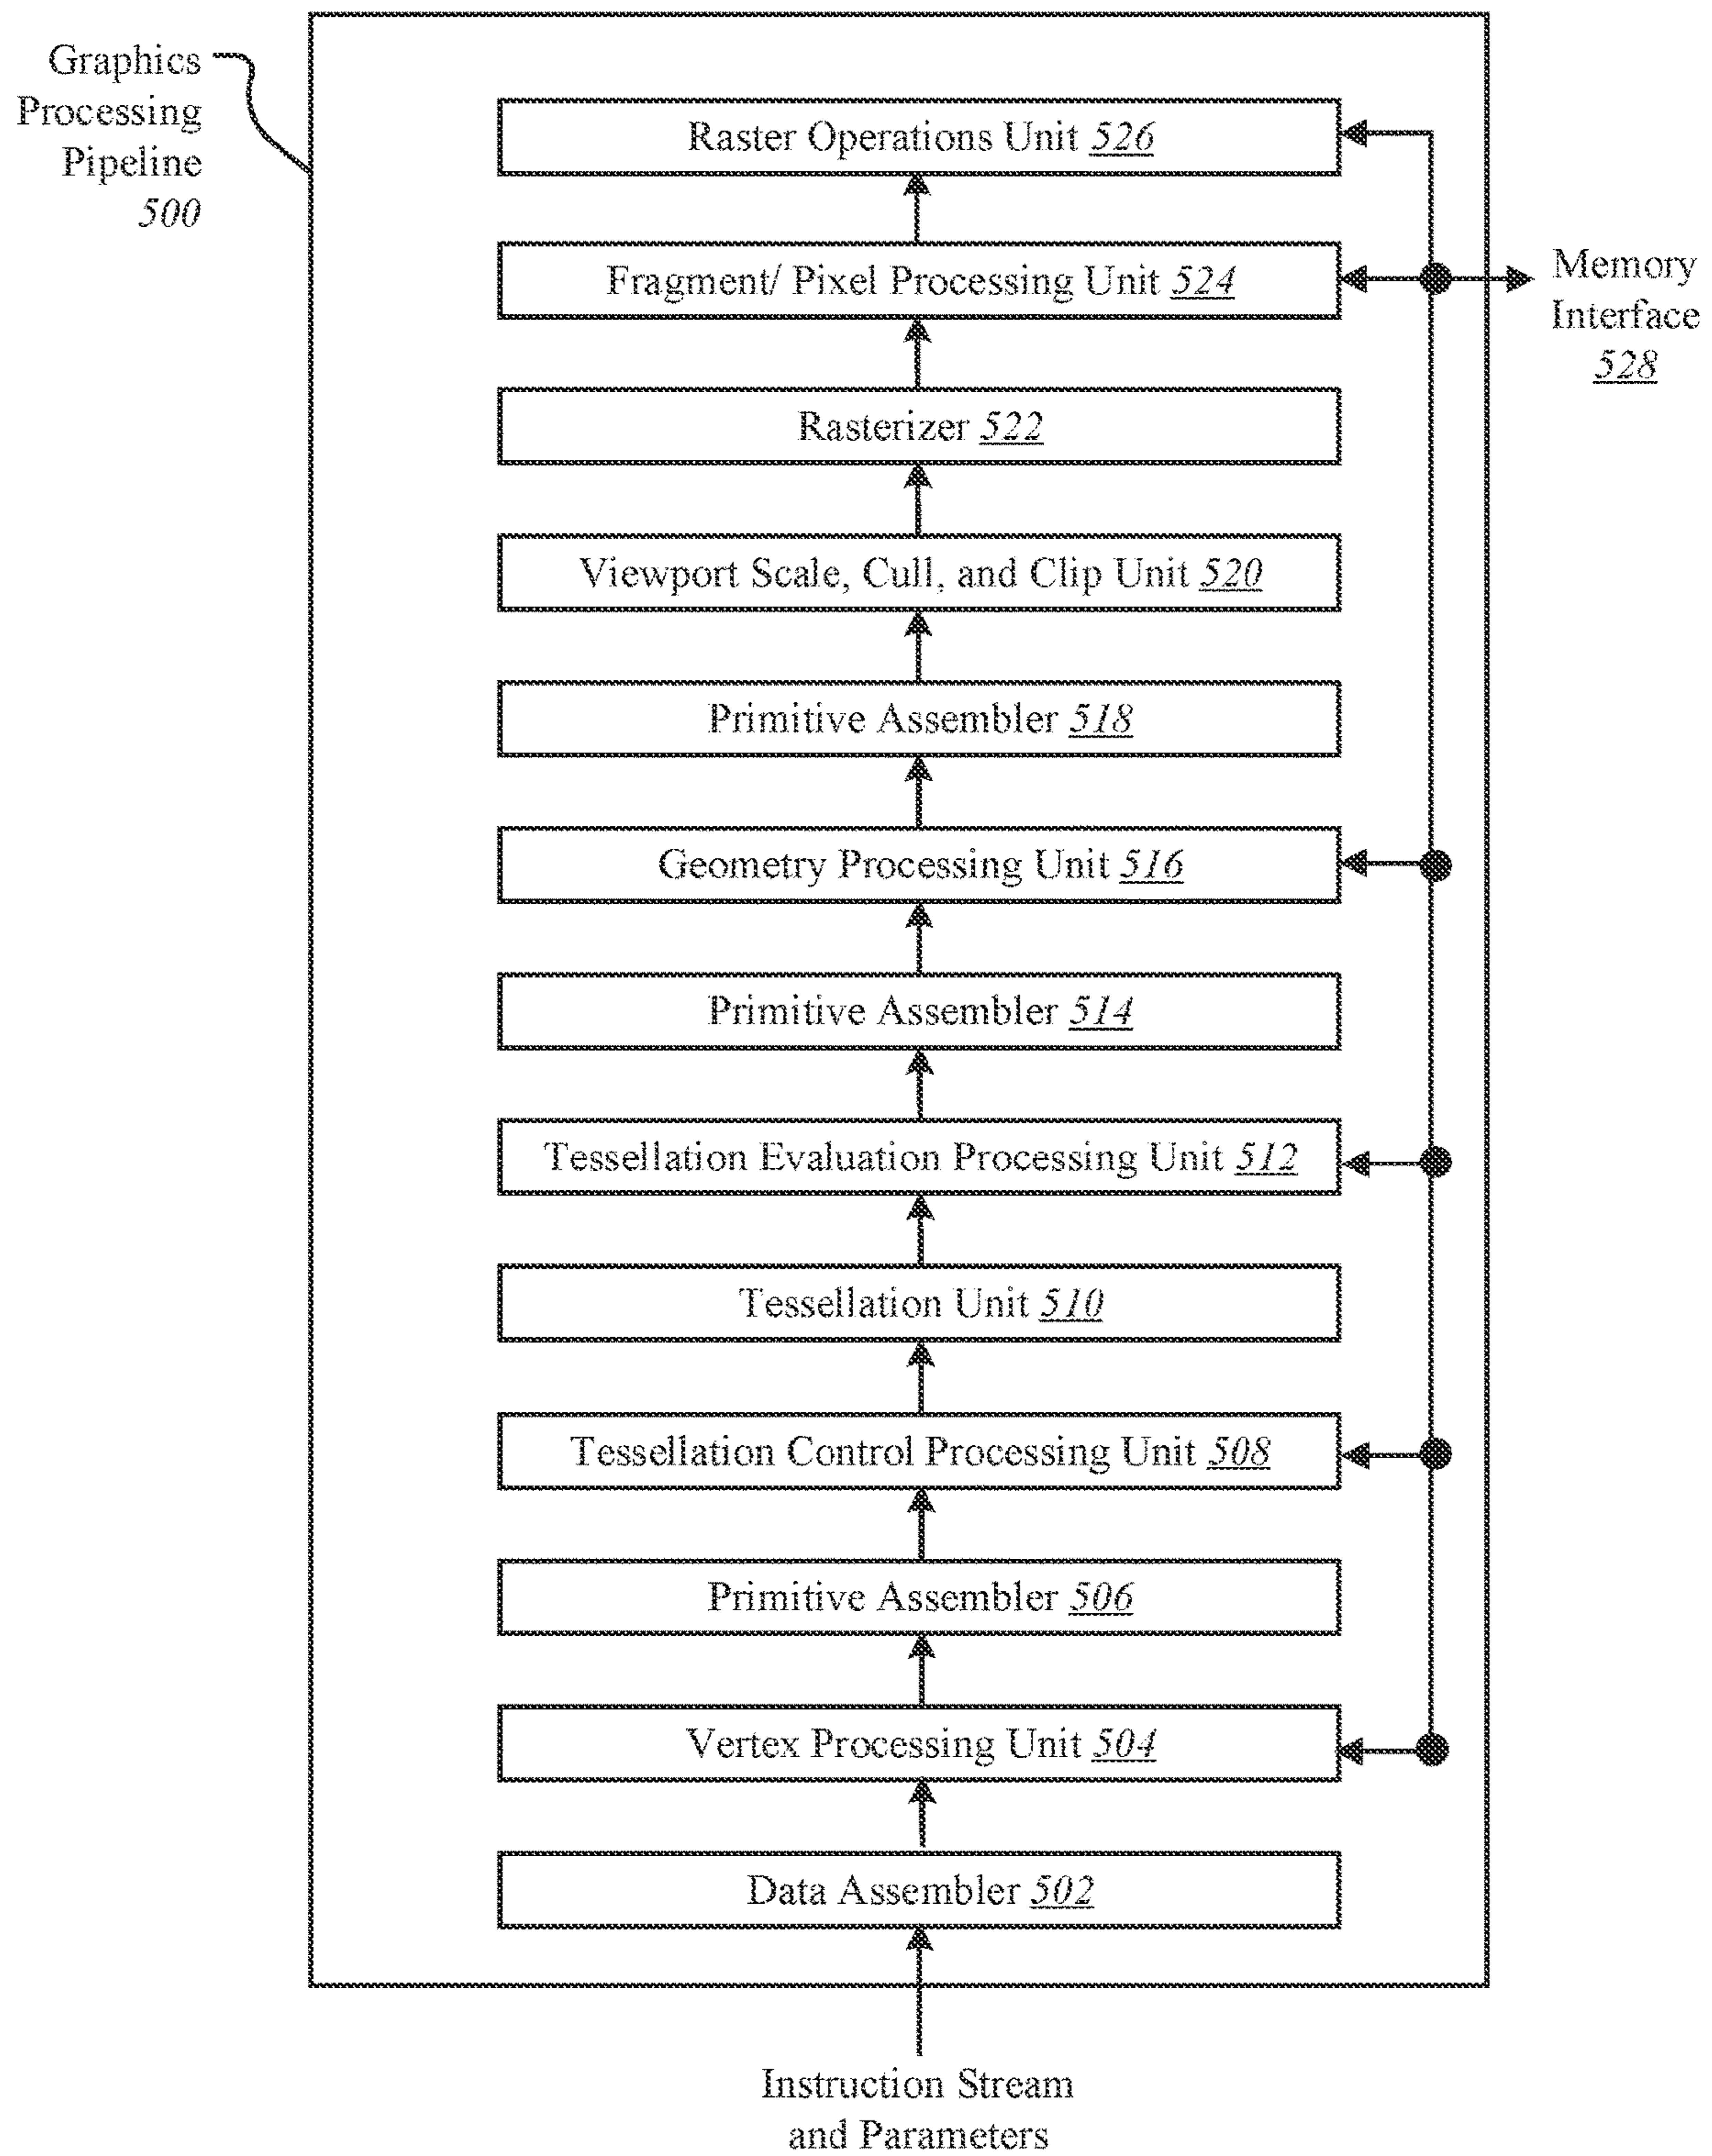 Graphics
Processing
Pipeline
500
Raster Operations Unit 526
Fragment/ Pixel Processing Unit 524
Memory
Interface
528
Rasterizer 522
Viewport Scale, Cull, and Clip Unit 520
Primitive Assembler 518
Geometry Processing Unit 516
Primitive Assembler 514
Tessellation Evaluation Processing Unit 512
Tessellation Unit 510
Tessellation Control Processing Unit 508
Primitive Assembler 506
Vertex Processing Unit 504
Data Assembler 502
Instruction Stream
and Parameters